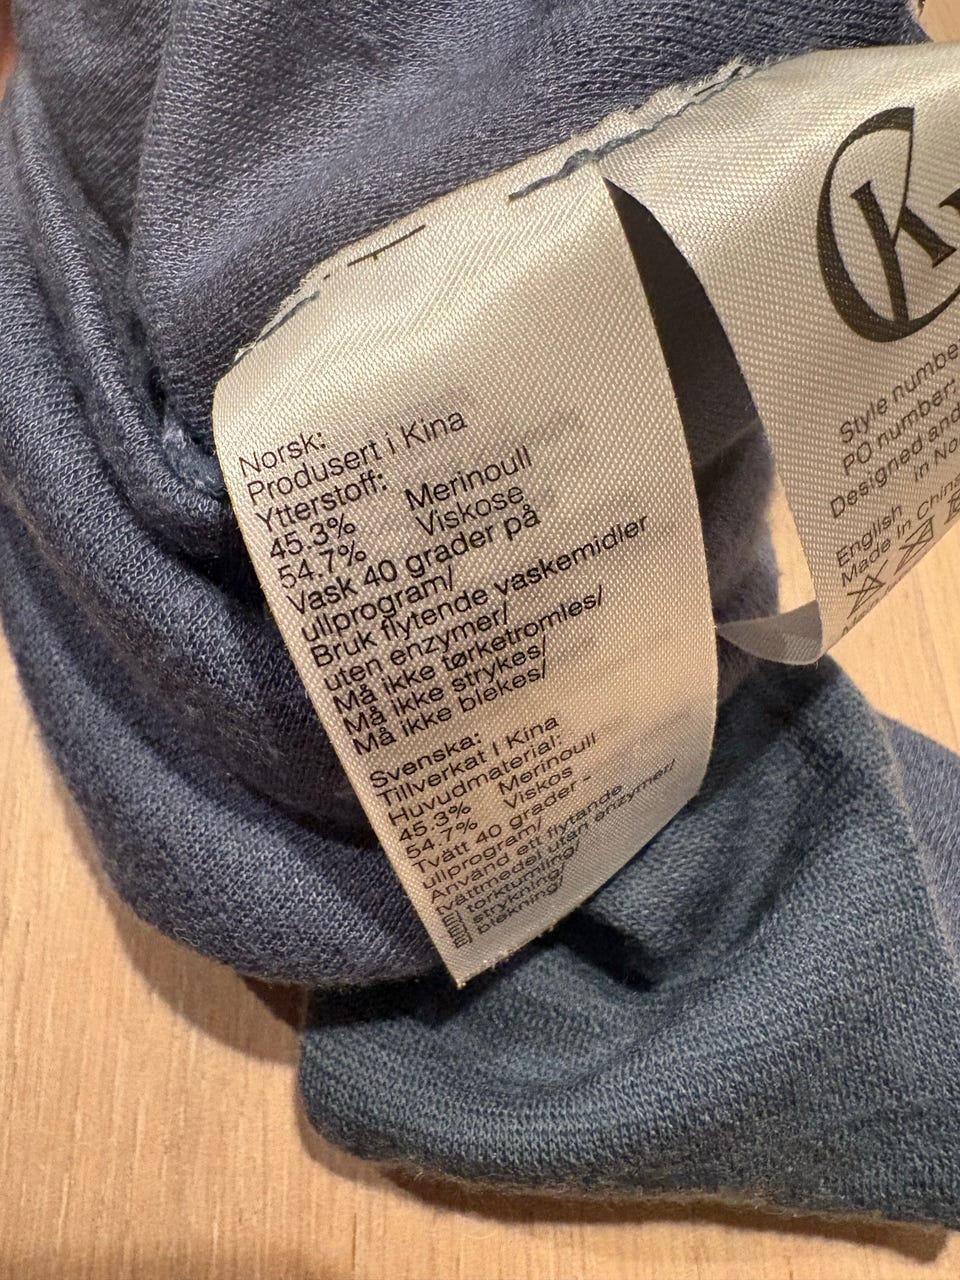 Norsk:
Produsert i Kina
Ytterstoff:
45.3% Merinoull
54.7% Viskose
Vask 40 grader på
ullprogram/
Bruk flytende vaskemidler
uten enzymer/
Må ikke tørketromles/
Må ikke strykes/
Må ikke blekes/
Svenska:
Tillverkat i Kina
Huvudmaterial:
45.3% Merinoull
54.7% Viskos
Tvätt 40 grader
ullprogram/
Använd ett flytande
tvättmedel utan enzymer/
torktumling/
strykning/
blekning/
Style number
PO number:
Designed and
in
English
Made in China